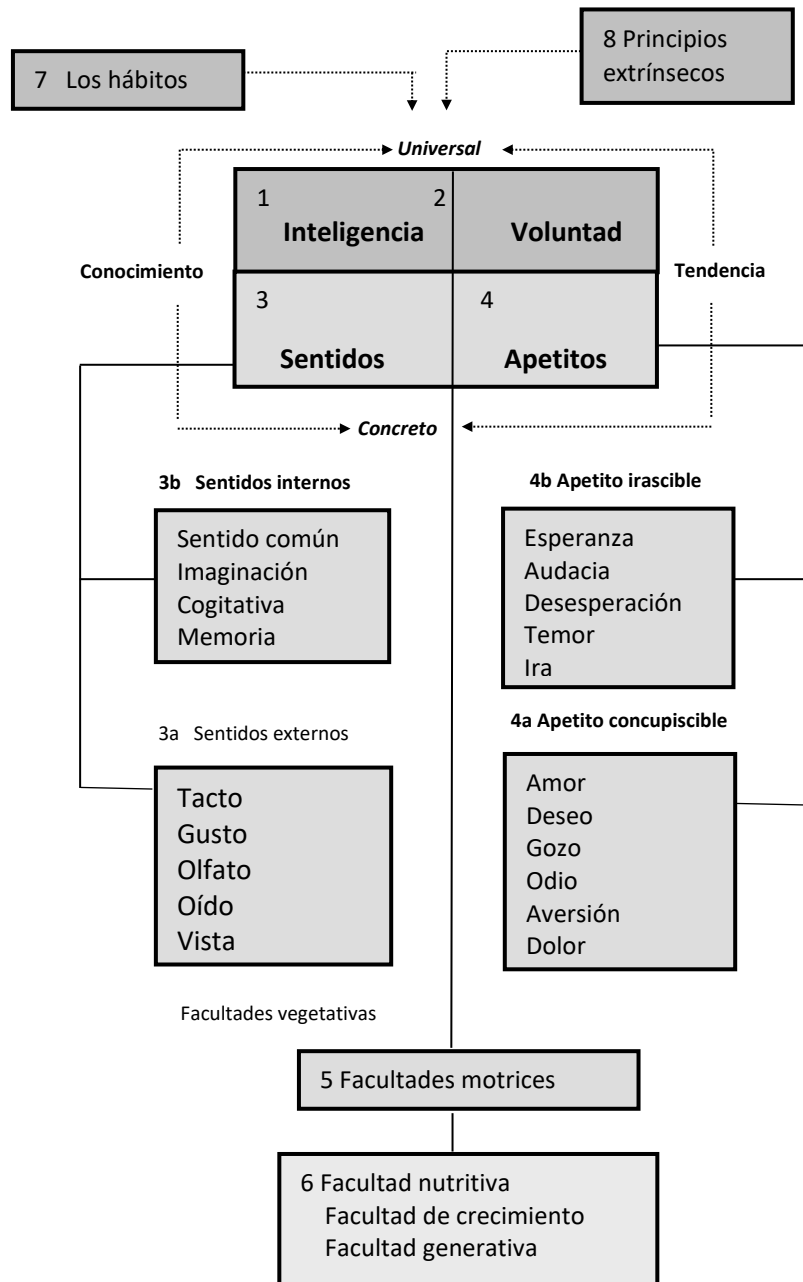 7 Los hábitos
8 Principios
extrínsecos
Universal
1
2
Inteligencia
Voluntad
Conocimiento
Tendencia
3
4
Sentidos
Apetitos
Concreto
3b Sentidos internos
Sentido común
Imaginación
Cogitativa
Memoria
4b Apetito irascible
Esperanza
Audacia
Desesperación
Temor
Ira
3a Sentidos externos
Tacto
Gusto
Olfato
Oído
Vista
4a Apetito concupiscible
Amor
Deseo
Gozo
Odio
Aversión
Dolor
Facultades vegetativas
5 Facultades motrices
6 Facultad nutritiva
Facultad de crecimiento
Facultad generativa